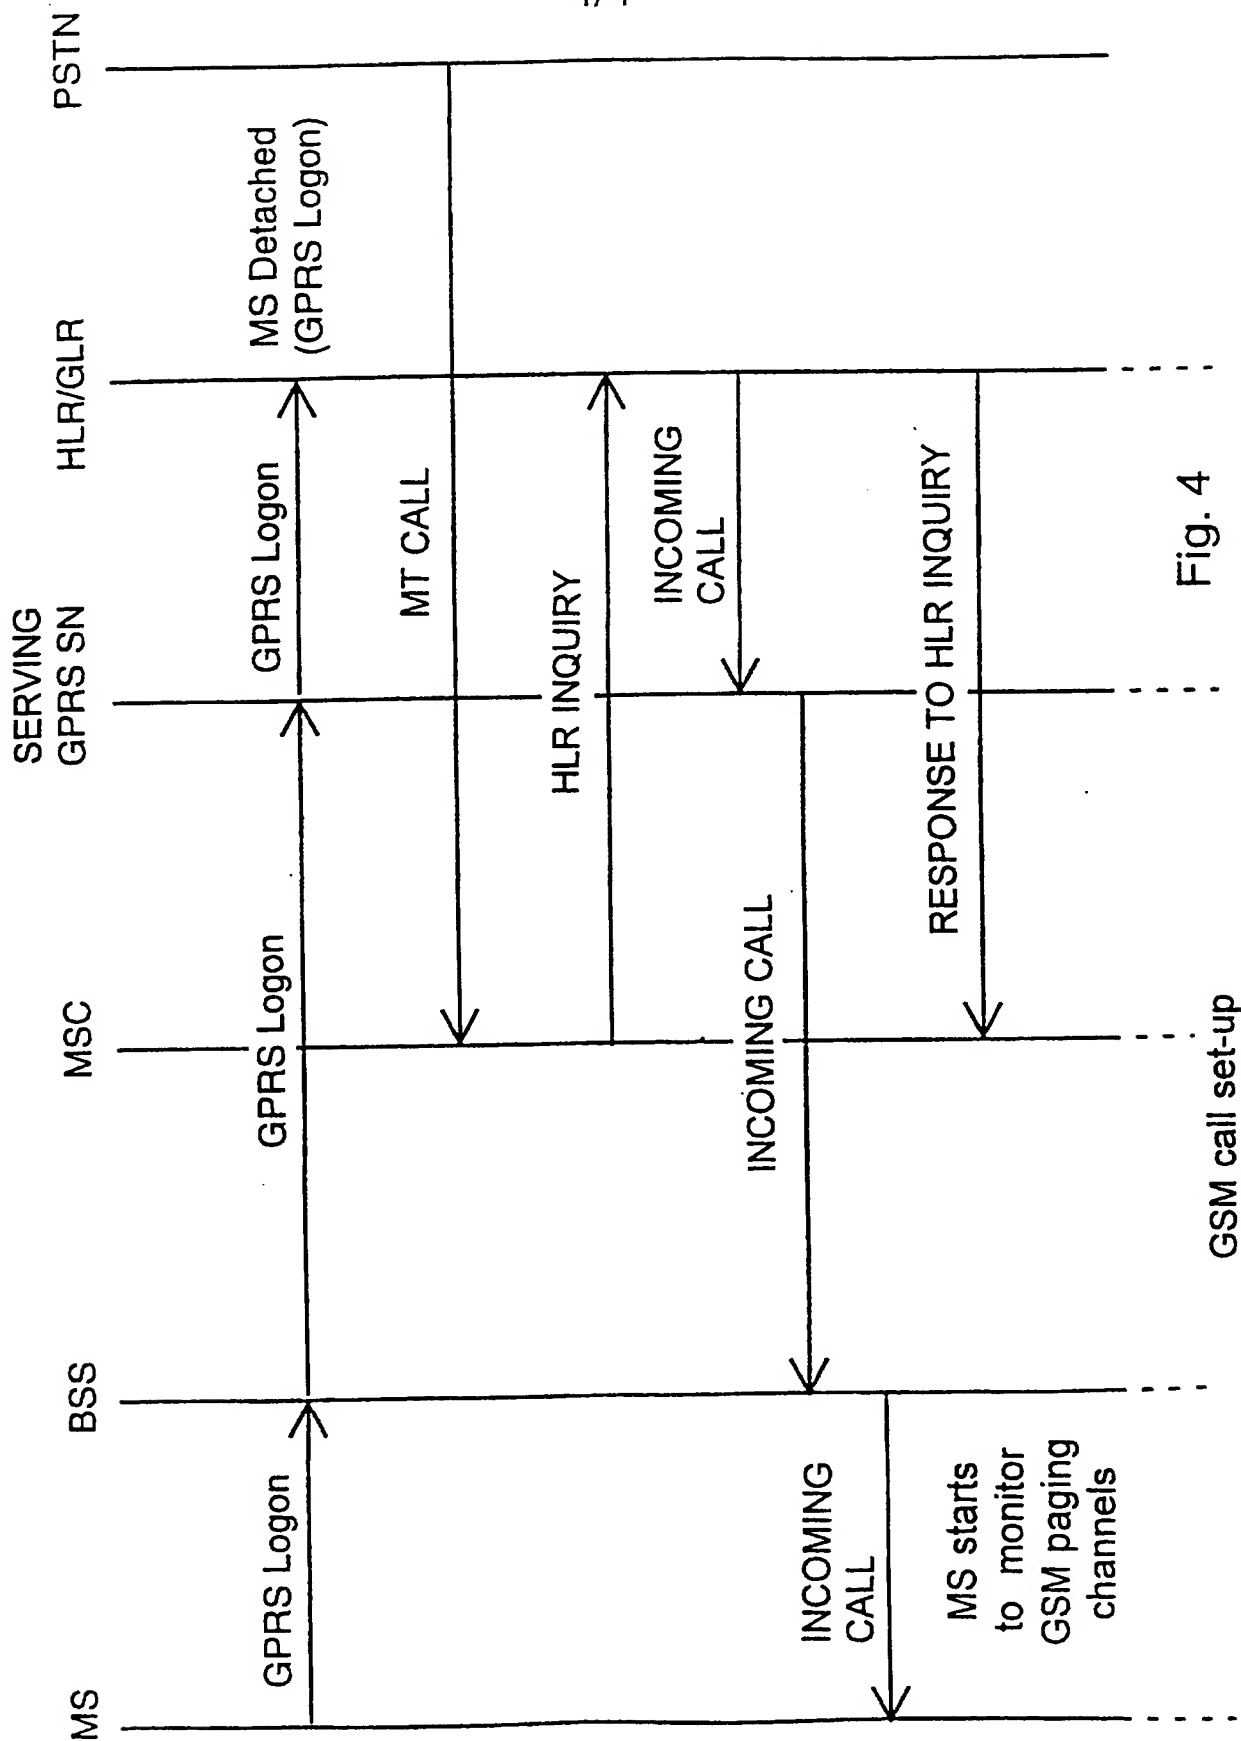 MS
BSS
MSC
SERVING
GPRS SN
HLR/GLR
PSTN
GPRS Logon
GPRS Logon
GPRS Logon
MS Detached
(GPRS Logon)
MT CALL
HLR INQUIRY
INCOMING
CALL
INCOMING CALL
INCOMING
CALL
RESPONSE TO HLR INQUIRY
MS starts
to monitor
GSM paging
channels
GSM call set-up
Fig. 4